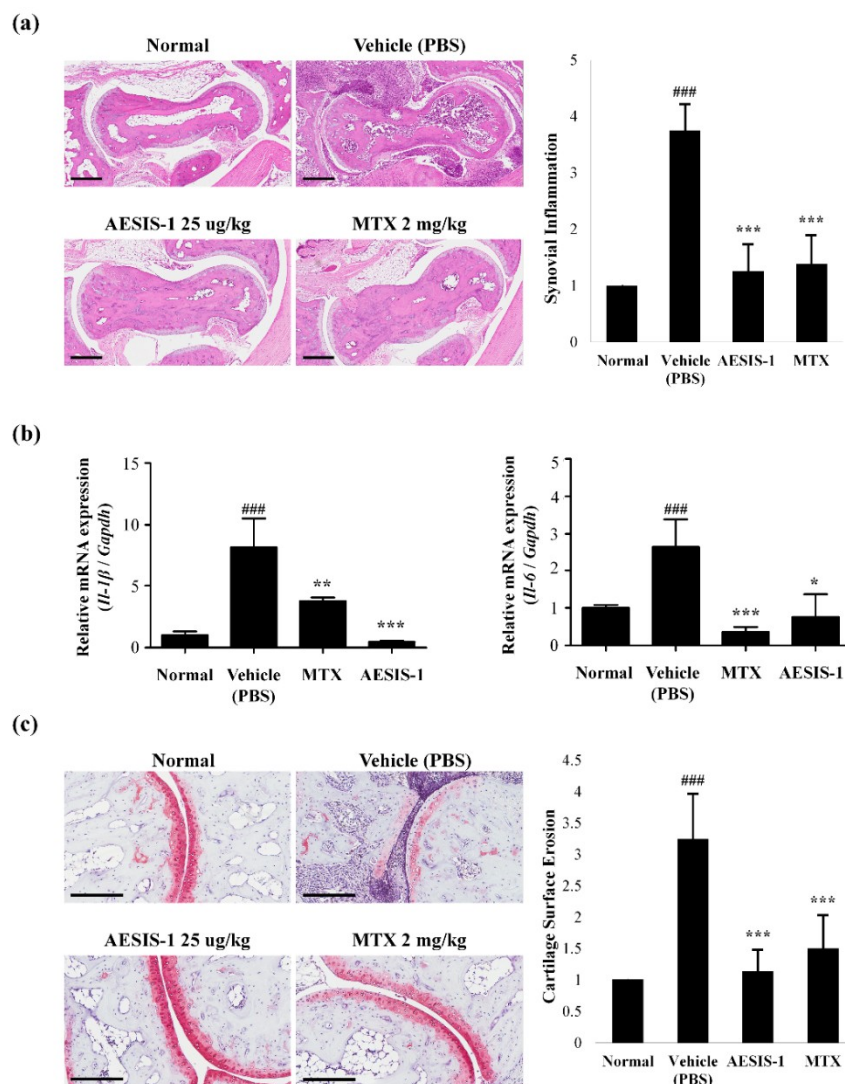 (a)
Normal
Vehicle (PBS)
AESIS-1 25 ug/kg
MTX 2 mg/kg
Synovial Inflammation
5
4
3
2
1
0
###
***
***
Normal
Vehicle
(PBS)
AESIS-1
MTX
(b)
Relative mRNA expression
(Il-1β / Gapdh)
15
10
5
0
###
**
***
Normal
Vehicle
(PBS)
MTX
AESIS-1
Relative mRNA expression
(Il-6 / Gapdh)
5
4
3
2
1
0
###
***
*
Normal
Vehicle
(PBS)
MTX
AESIS-1
(c)
Normal
Vehicle (PBS)
AESIS-1 25 ug/kg
MTX 2 mg/kg
Cartilage Surface Erosion
4.5
4
3.5
3
2.5
2
1.5
1
0.5
0
###
***
***
Normal
Vehicle
(PBS)
AESIS-1
MTX